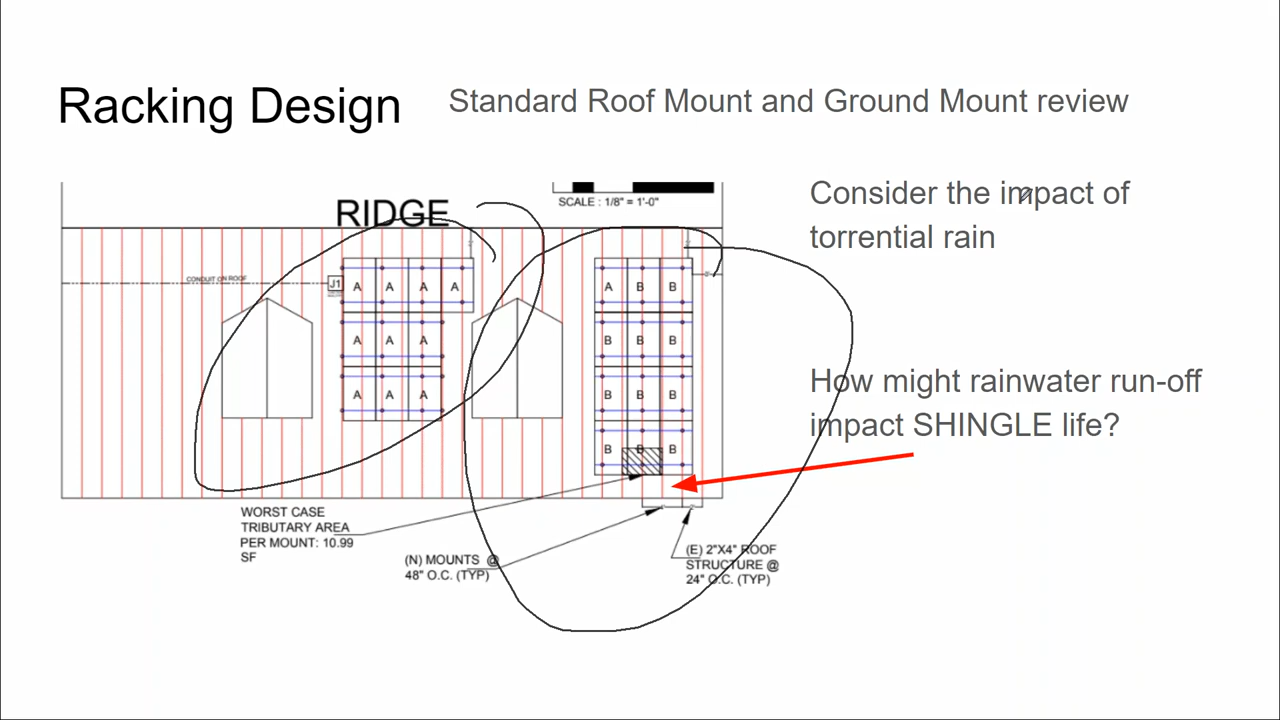 Racking Design
Standard Roof Mount and Ground Mount review
Consider the impact of
torrential rain
How might rainwater run-off
impact SHINGLE life?
RIDGE
SCALE : 1/8" = 1'-0"
CONDUIT ON ROOF
J1
A A A A
A A A
A A A
A B B
B B B
B B B
B B B
WORST CASE
TRIBUTARY AREA
PER MOUNT: 10.99
SF
(N) MOUNTS @
48" O.C. (TYP)
(E) 2"X4" ROOF
STRUCTURE @
24" O.C. (TYP)